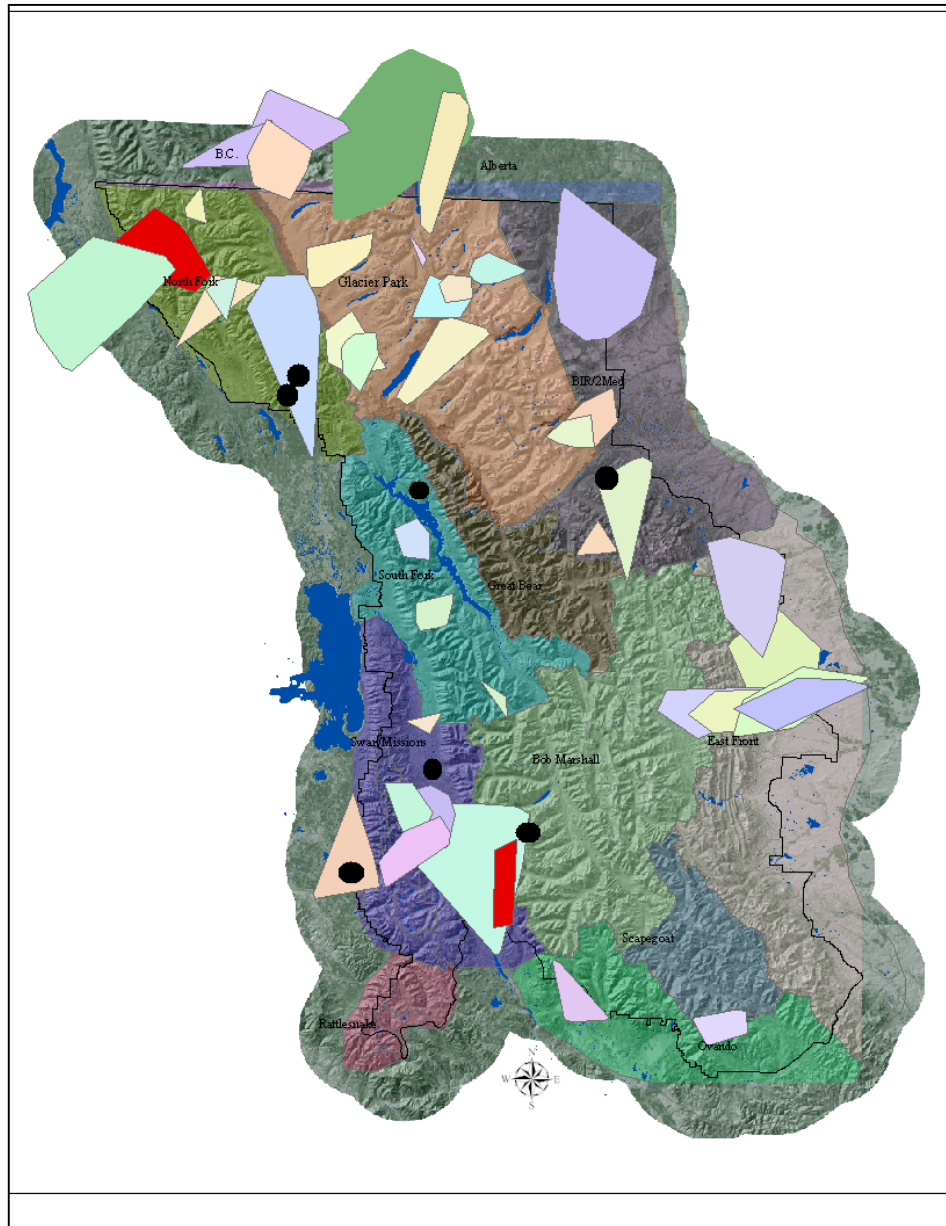 B.C.
Alberta
North Fork
Glacier Park
BIR/2Med
South Fork
Great Bear
Swan/Missions
East Front
Bob Marshall
Scapegoat
Rattlesnake
Ovando
N
W
E
S